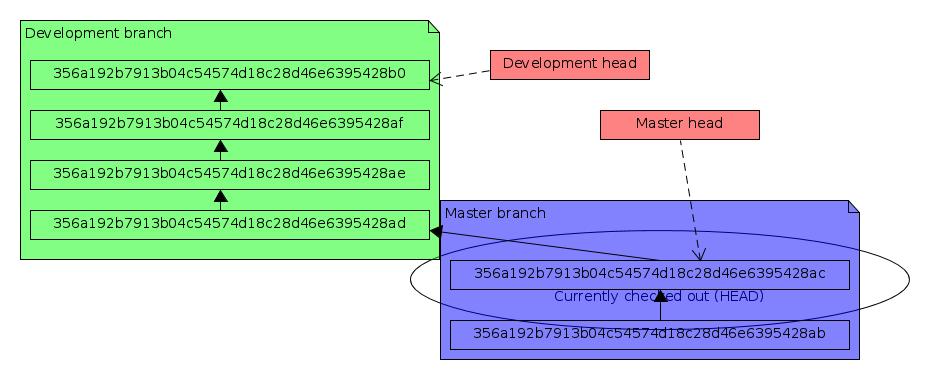 Development branch
356a192b7913b04c54574d18c28d46e6395428b0
356a192b7913b04c54574d18c28d46e6395428af
356a192b7913b04c54574d18c28d46e6395428ae
356a192b7913b04c54574d18c28d46e6395428ad
Development head
Master head
Master branch
356a192b7913b04c54574d18c28d46e6395428ac
Currently checked out (HEAD)
356a192b7913b04c54574d18c28d46e6395428ab